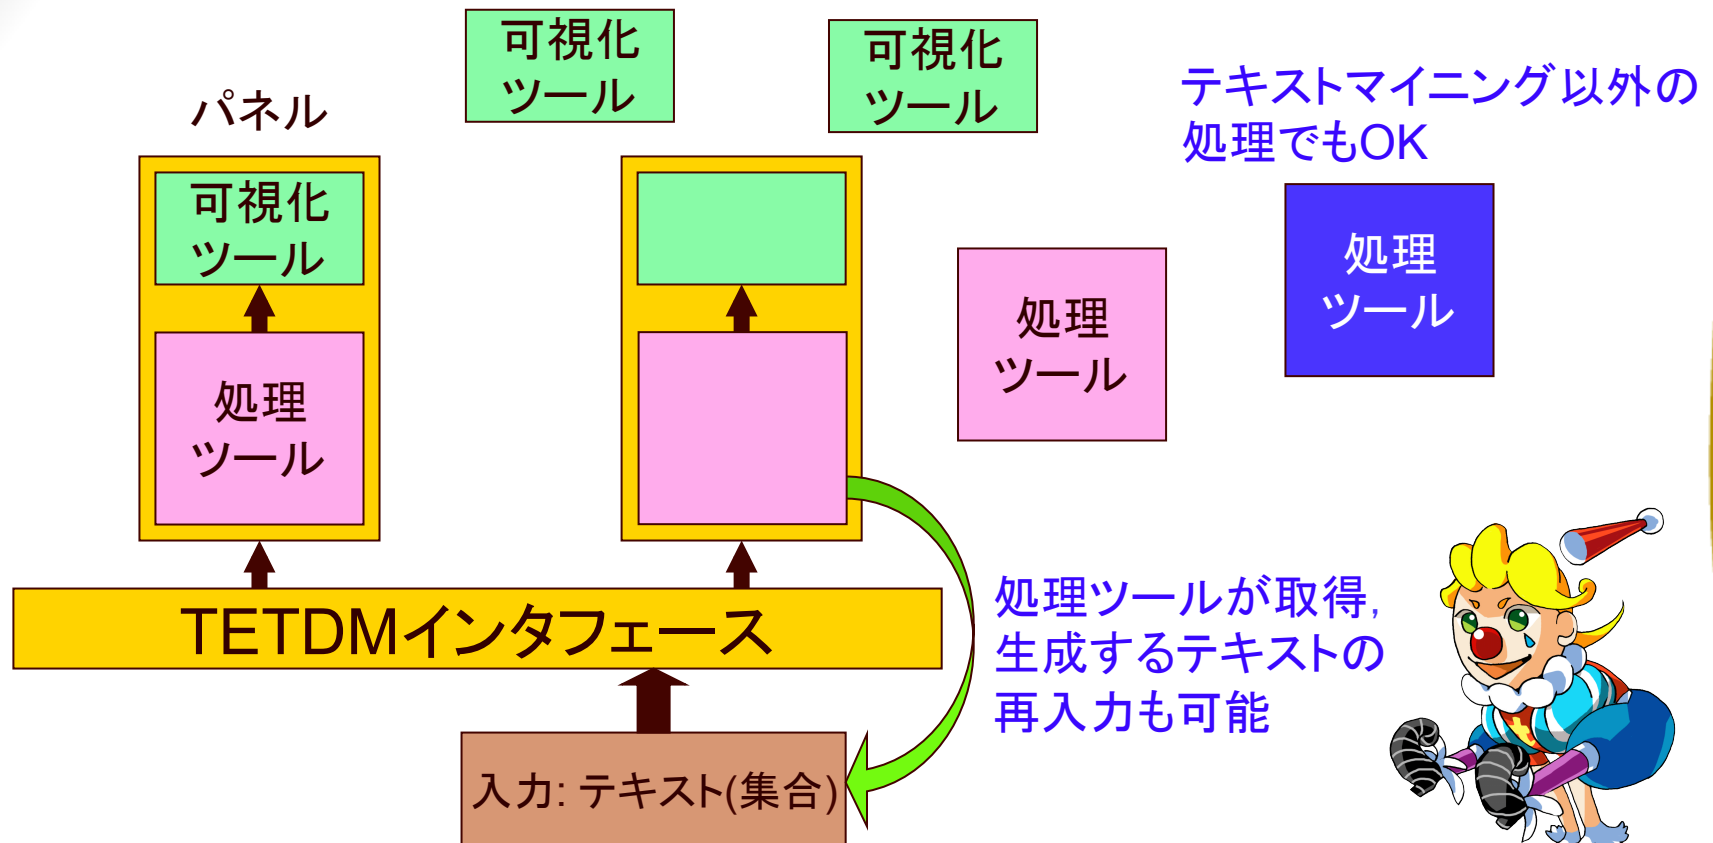 可視化
ツール
可視化
ツール
テキストマイニング以外の
処理でもOK
パネル
可視化
ツール
処理
ツール
処理
ツール
処理
ツール
TETDMインタフェース
処理ツールが取得,
生成するテキストの
再入力も可能
入力: テキスト(集合)